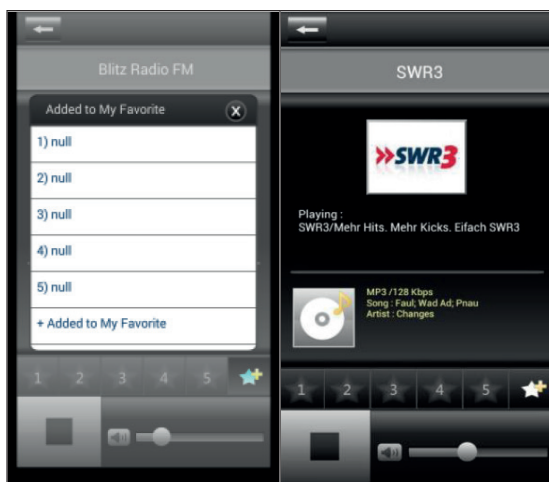 Blitz Radio FM
Added to My Favorite
X
1) null
2) null
3) null
4) null
5) null
+ Added to My Favorite
1 2 3 4 5
SWR3
»SWR3
Playing :
SWR3/Mehr Hits. Mehr Kicks. Eifach SWR3
MP3 /128 Kbps
Song : Faul; Wad Ad; Pnau
Artist : Changes
1 2 3 4 5